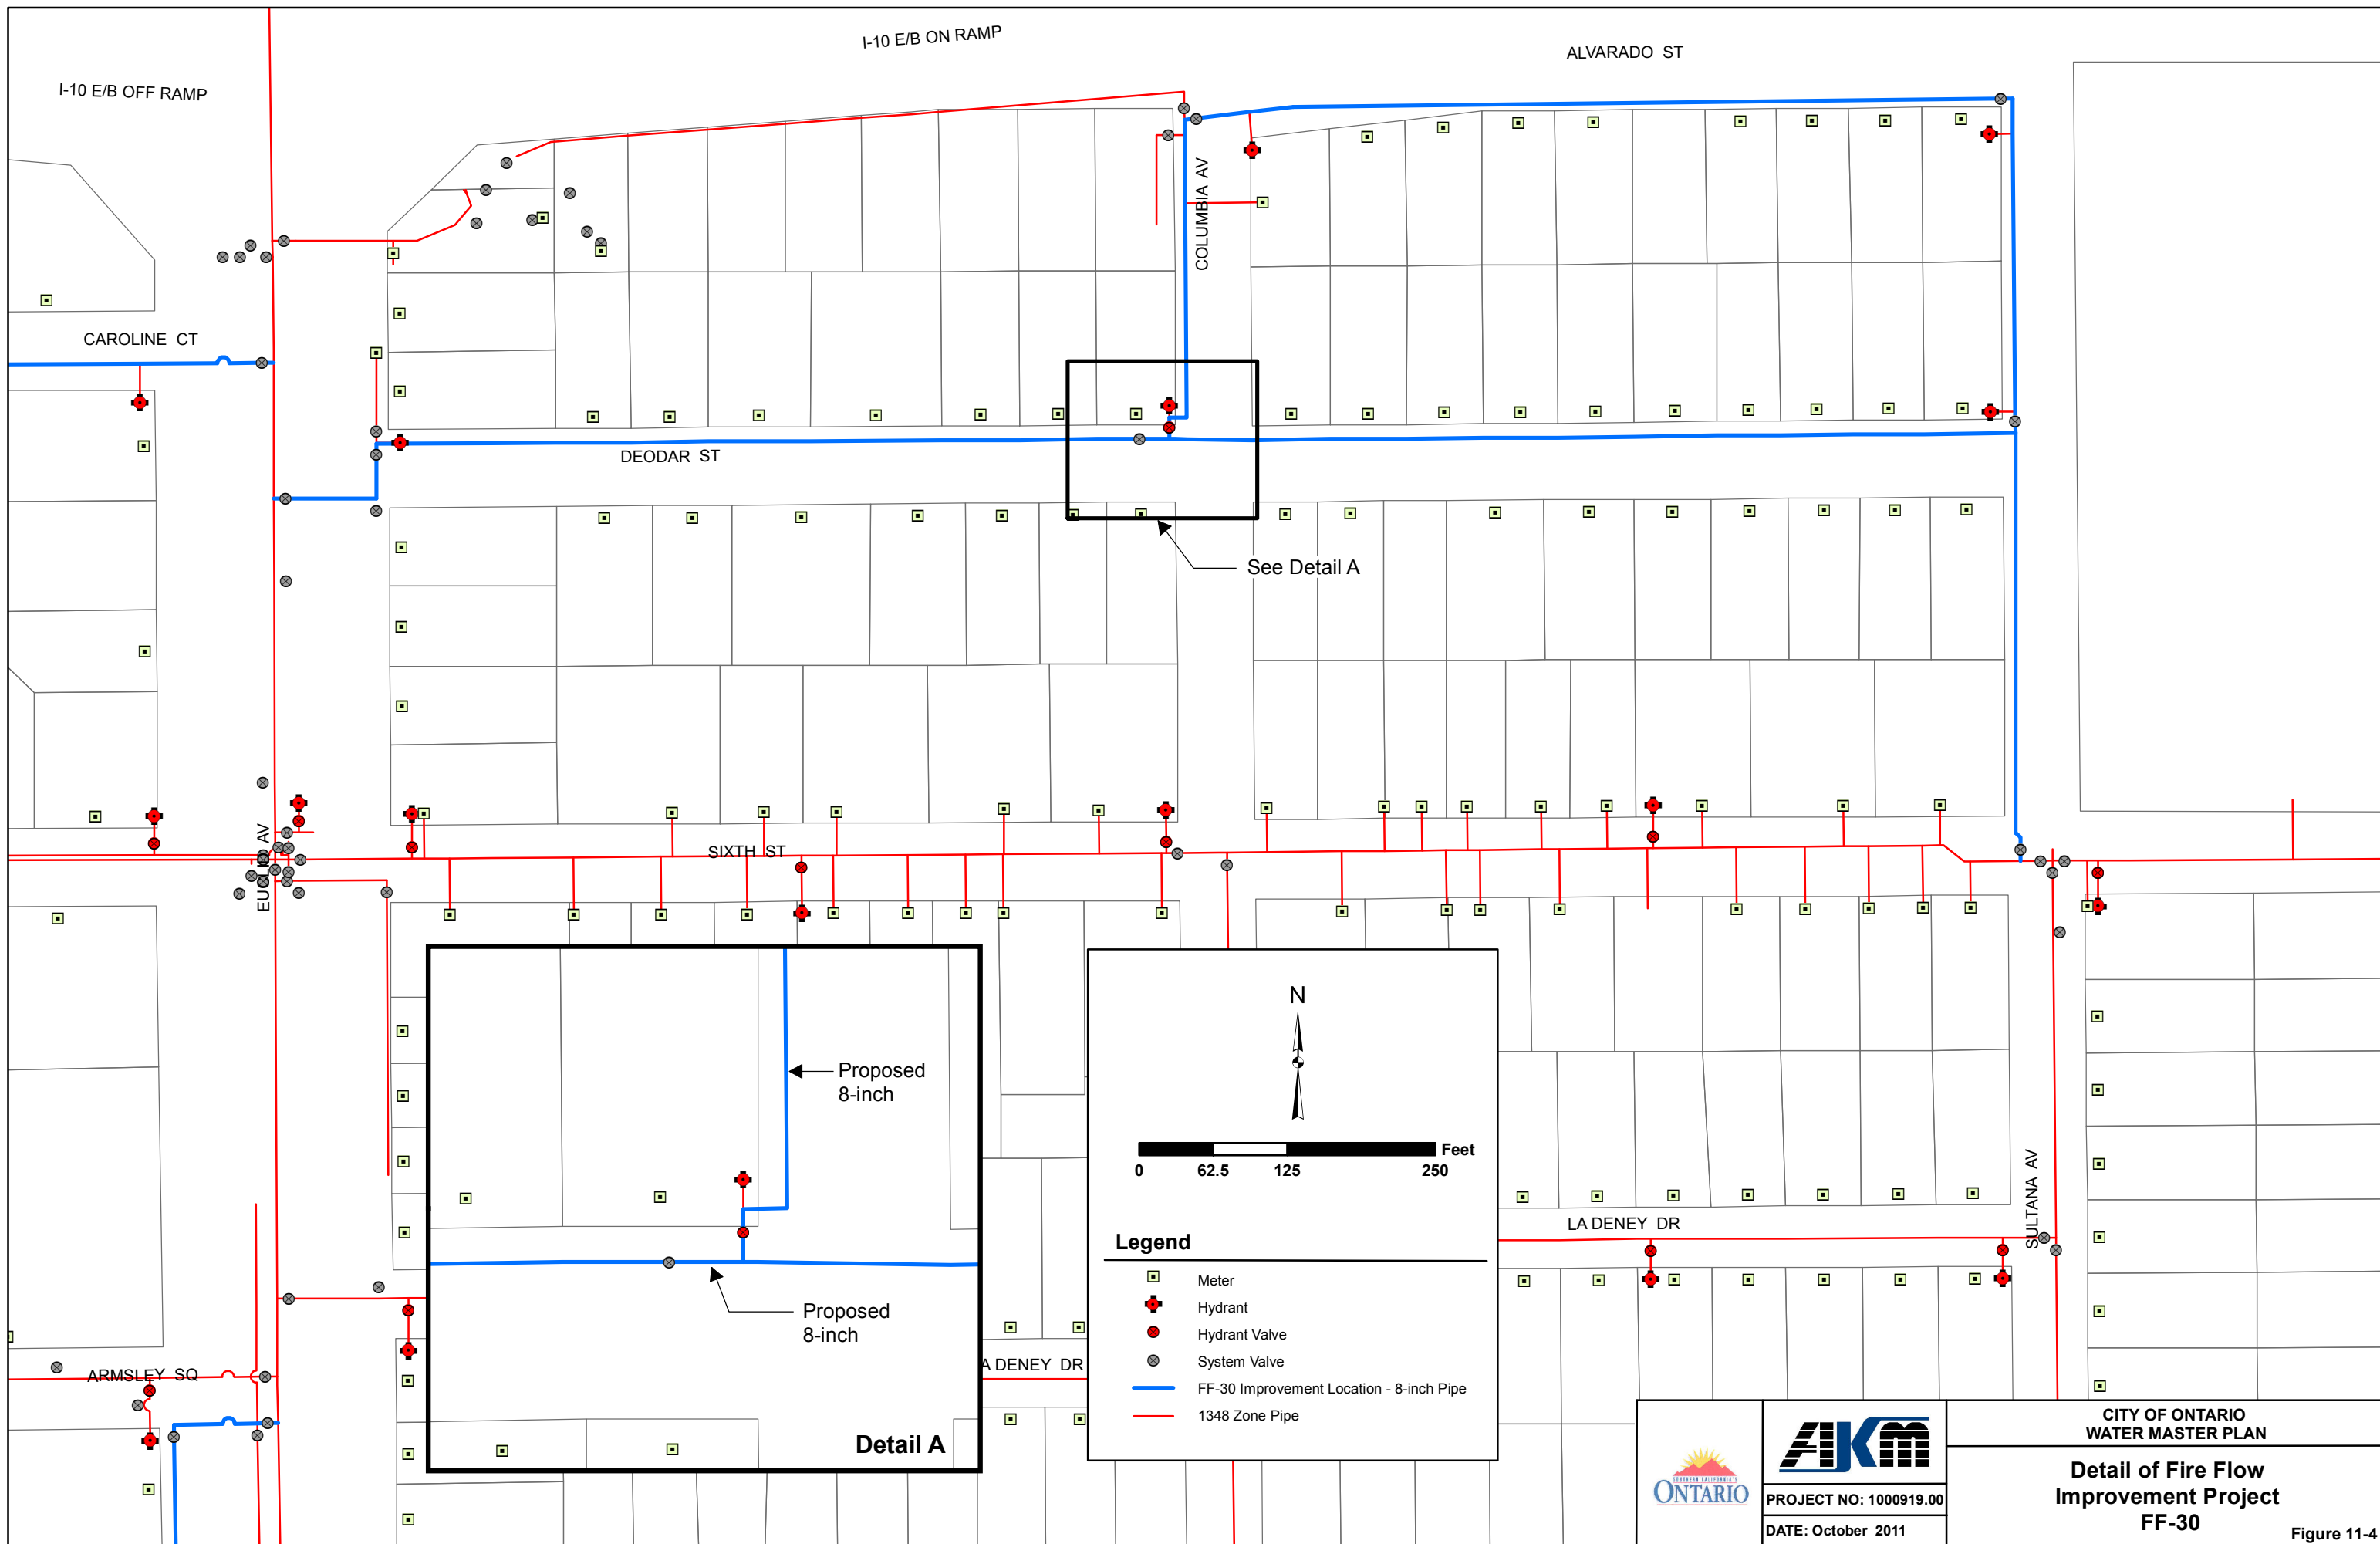 I-10 E/B ON RAMP
ALVARADO ST
I-10 E/B OFF RAMP
COLUMBIA AV
CAROLINE CT
DEODAR ST
See Detail A
EUCLID AV
SIXTH ST
Proposed
8-inch
Proposed
8-inch
Detail A
N
Feet
0 62.5 125 250
Legend
Meter
Hydrant
Hydrant Valve
System Valve
FF-30 Improvement Location - 8-inch Pipe
1348 Zone Pipe
LA DENEY DR
SULTANA AV
A DENEY DR
ARMSLEY SQ
SOUTHERN CALIFORNIA'S
ONTARIO
AKM
PROJECT NO: 1000919.00
DATE: October 2011
CITY OF ONTARIO
WATER MASTER PLAN
Detail of Fire Flow
Improvement Project
FF-30
Figure 11-4